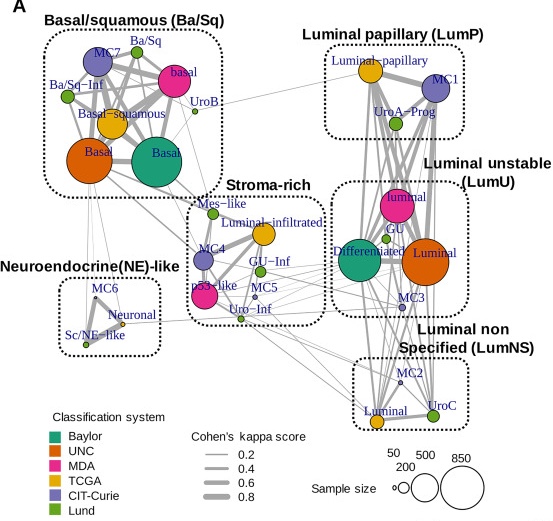 A
Basal/squamous (Ba/Sq)
Luminal papillary (LumP)
Ba/Sq
MC7
basal
Ba/Sq−Inf
UroB
Basal−squamous
Basal
Basal
Luminal−papillary
MC1
UroA−Prog
Luminal unstable
(LumU)
Stroma-rich
Mes−like
Luminal−infiltrated
MC4
GU−Inf
p53−like
MC5
Uro−Inf
luminal
GU
Differentiated
Luminal
MC3
Neuroendocrine(NE)-like
MC6
Neuronal
Sc/NE−like
Luminal non
Specified (LumNS)
MC2
Luminal
UroC
Classification system
Baylor
UNC
MDA
TCGA
CIT-Curie
Lund
Cohen's kappa score
0.2
0.4
0.6
0.8
Sample size
50
200
500
850